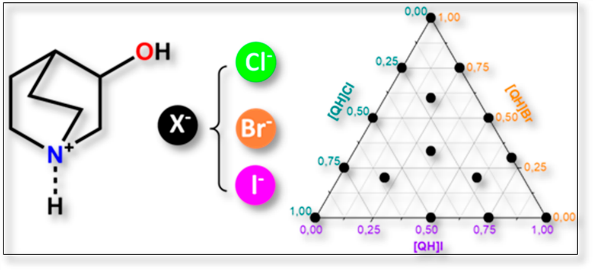 OH
N+
H
X-
Cl-
Br-
I-
0,00
1,00
0,25
0,75
[QH]Cl
[QH]Br
0,50
0,50
0,75
0,25
1,00
0,00
0,00
0,25
0,50
0,75
1,00
[QH]I